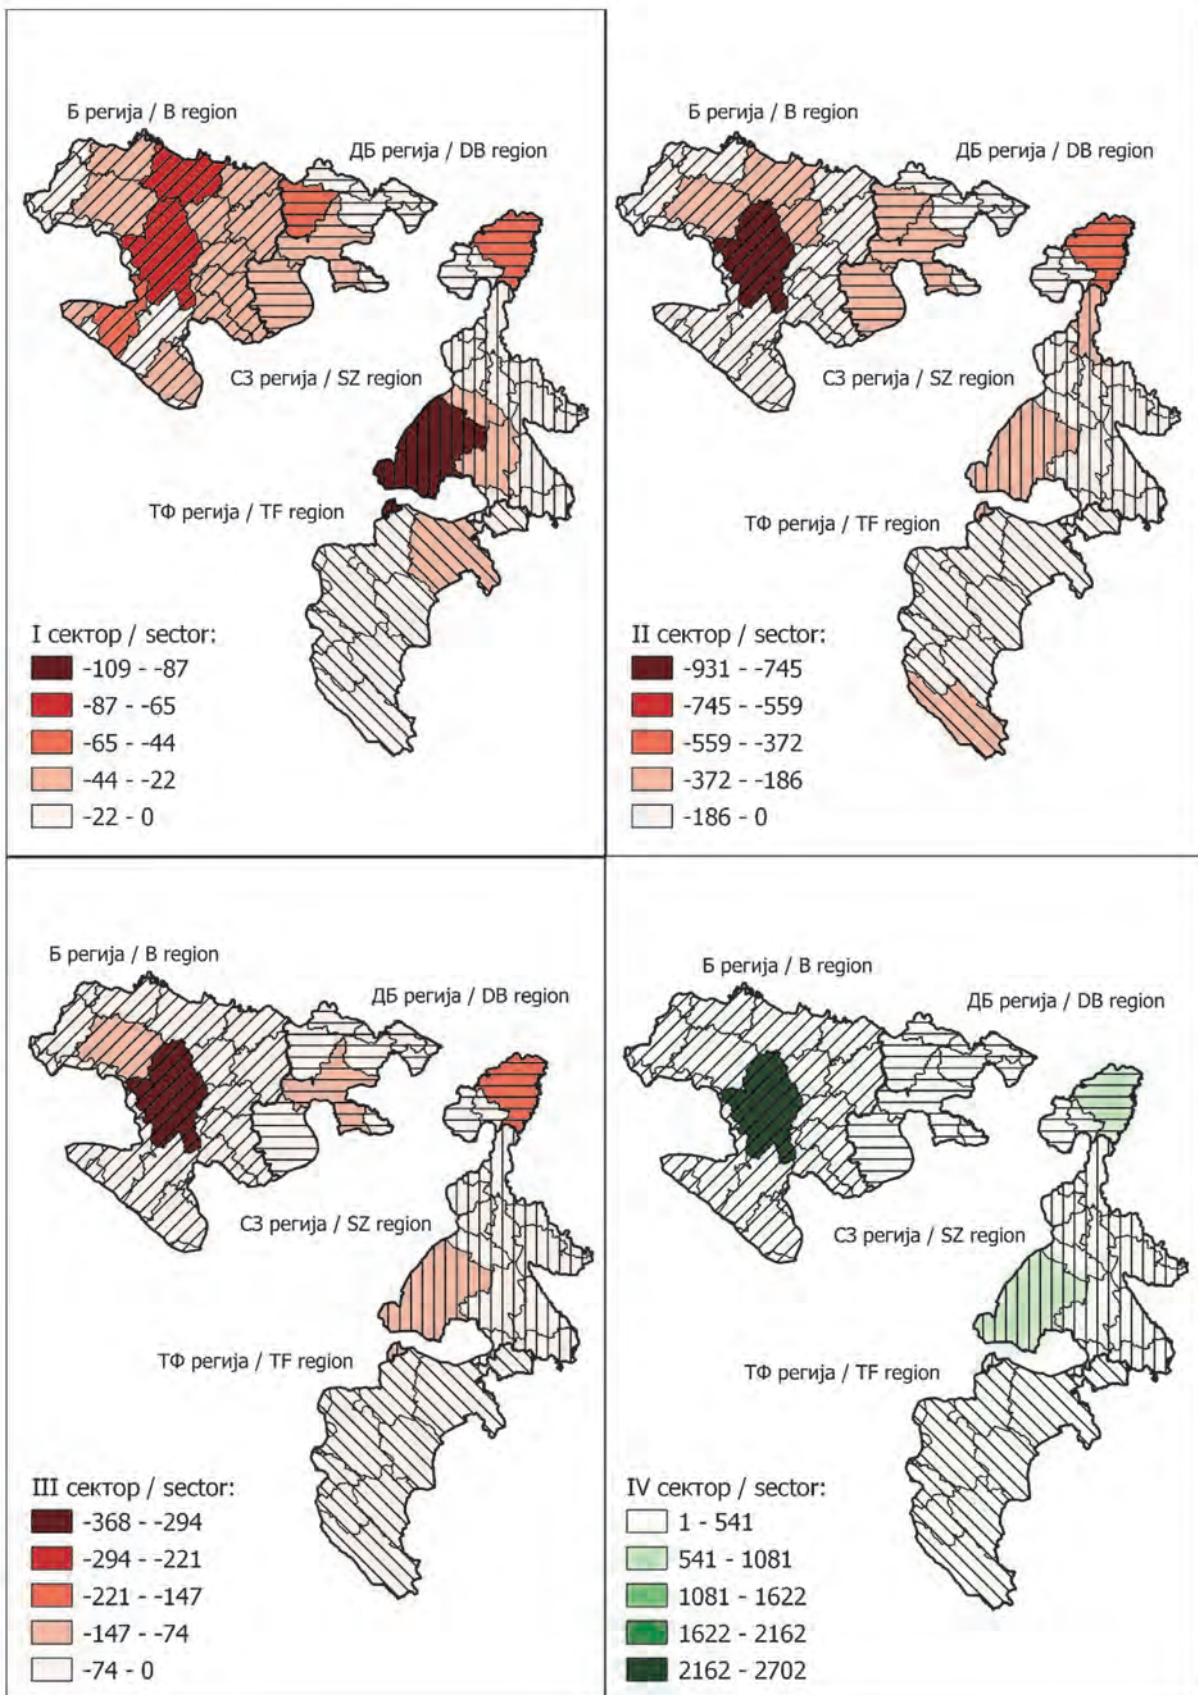 Б регија / B region
ДБ регија / DB region
СЗ регија / SZ region
ТФ регија / TF region
I сектор / sector:
-109 - -87
-87 - -65
-65 - -44
-44 - -22
-22 - 0
Б регија / B region
ДБ регија / DB region
СЗ регија / SZ region
ТФ регија / TF region
II сектор / sector:
-931 - -745
-745 - -559
-559 - -372
-372 - -186
-186 - 0
Б регија / B region
ДБ регија / DB region
СЗ регија / SZ region
ТФ регија / TF region
III сектор / sector:
-368 - -294
-294 - -221
-221 - -147
-147 - -74
-74 - 0
Б регија / B region
ДБ регија / DB region
СЗ регија / SZ region
ТФ регија / TF region
IV сектор / sector:
1 - 541
541 - 1081
1081 - 1622
1622 - 2162
2162 - 2702